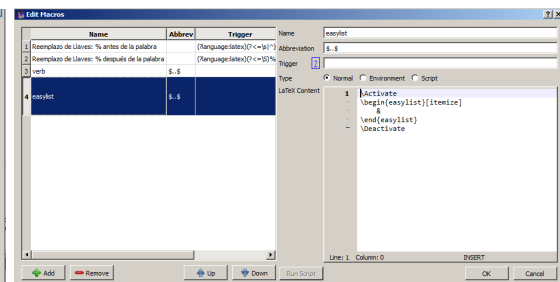 Edit Macros
Name Abbrev Trigger
1 Reemplazo de Llaves: % antes de la palabra (?language:latex)(?<=\s|^)
2 Reemplazo de Llaves: % después de la palabra (?language:latex)(?<=\S)%
3 verb $..$
4 easylist $..$
Name easylist
Abbreviation $..$
Trigger ?
Type Normal Environment Script
LaTeX Content
1 \Activate
\begin{easylist}[itemize]
&
\end{easylist}
\Deactivate
Line: 1 Column: 0 INSERT
Add Remove Up Down Run Script OK Cancel